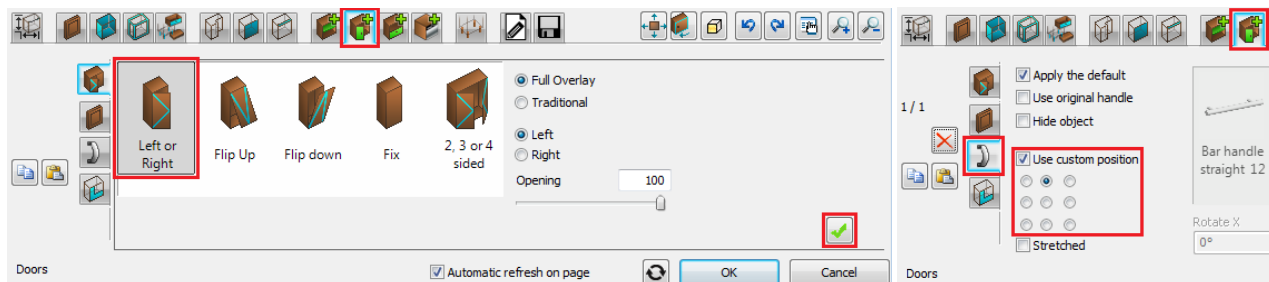 Left or
Right
Flip Up
Flip down
Fix
2, 3 or 4
sided
Full Overlay
Traditional
Left
Right
Opening
100
Doors
Automatic refresh on page
OK
Cancel
1 / 1
Apply the default
Use original handle
Hide object
Use custom position
Stretched
Bar handle
straight 12
Rotate X
0°
Doors